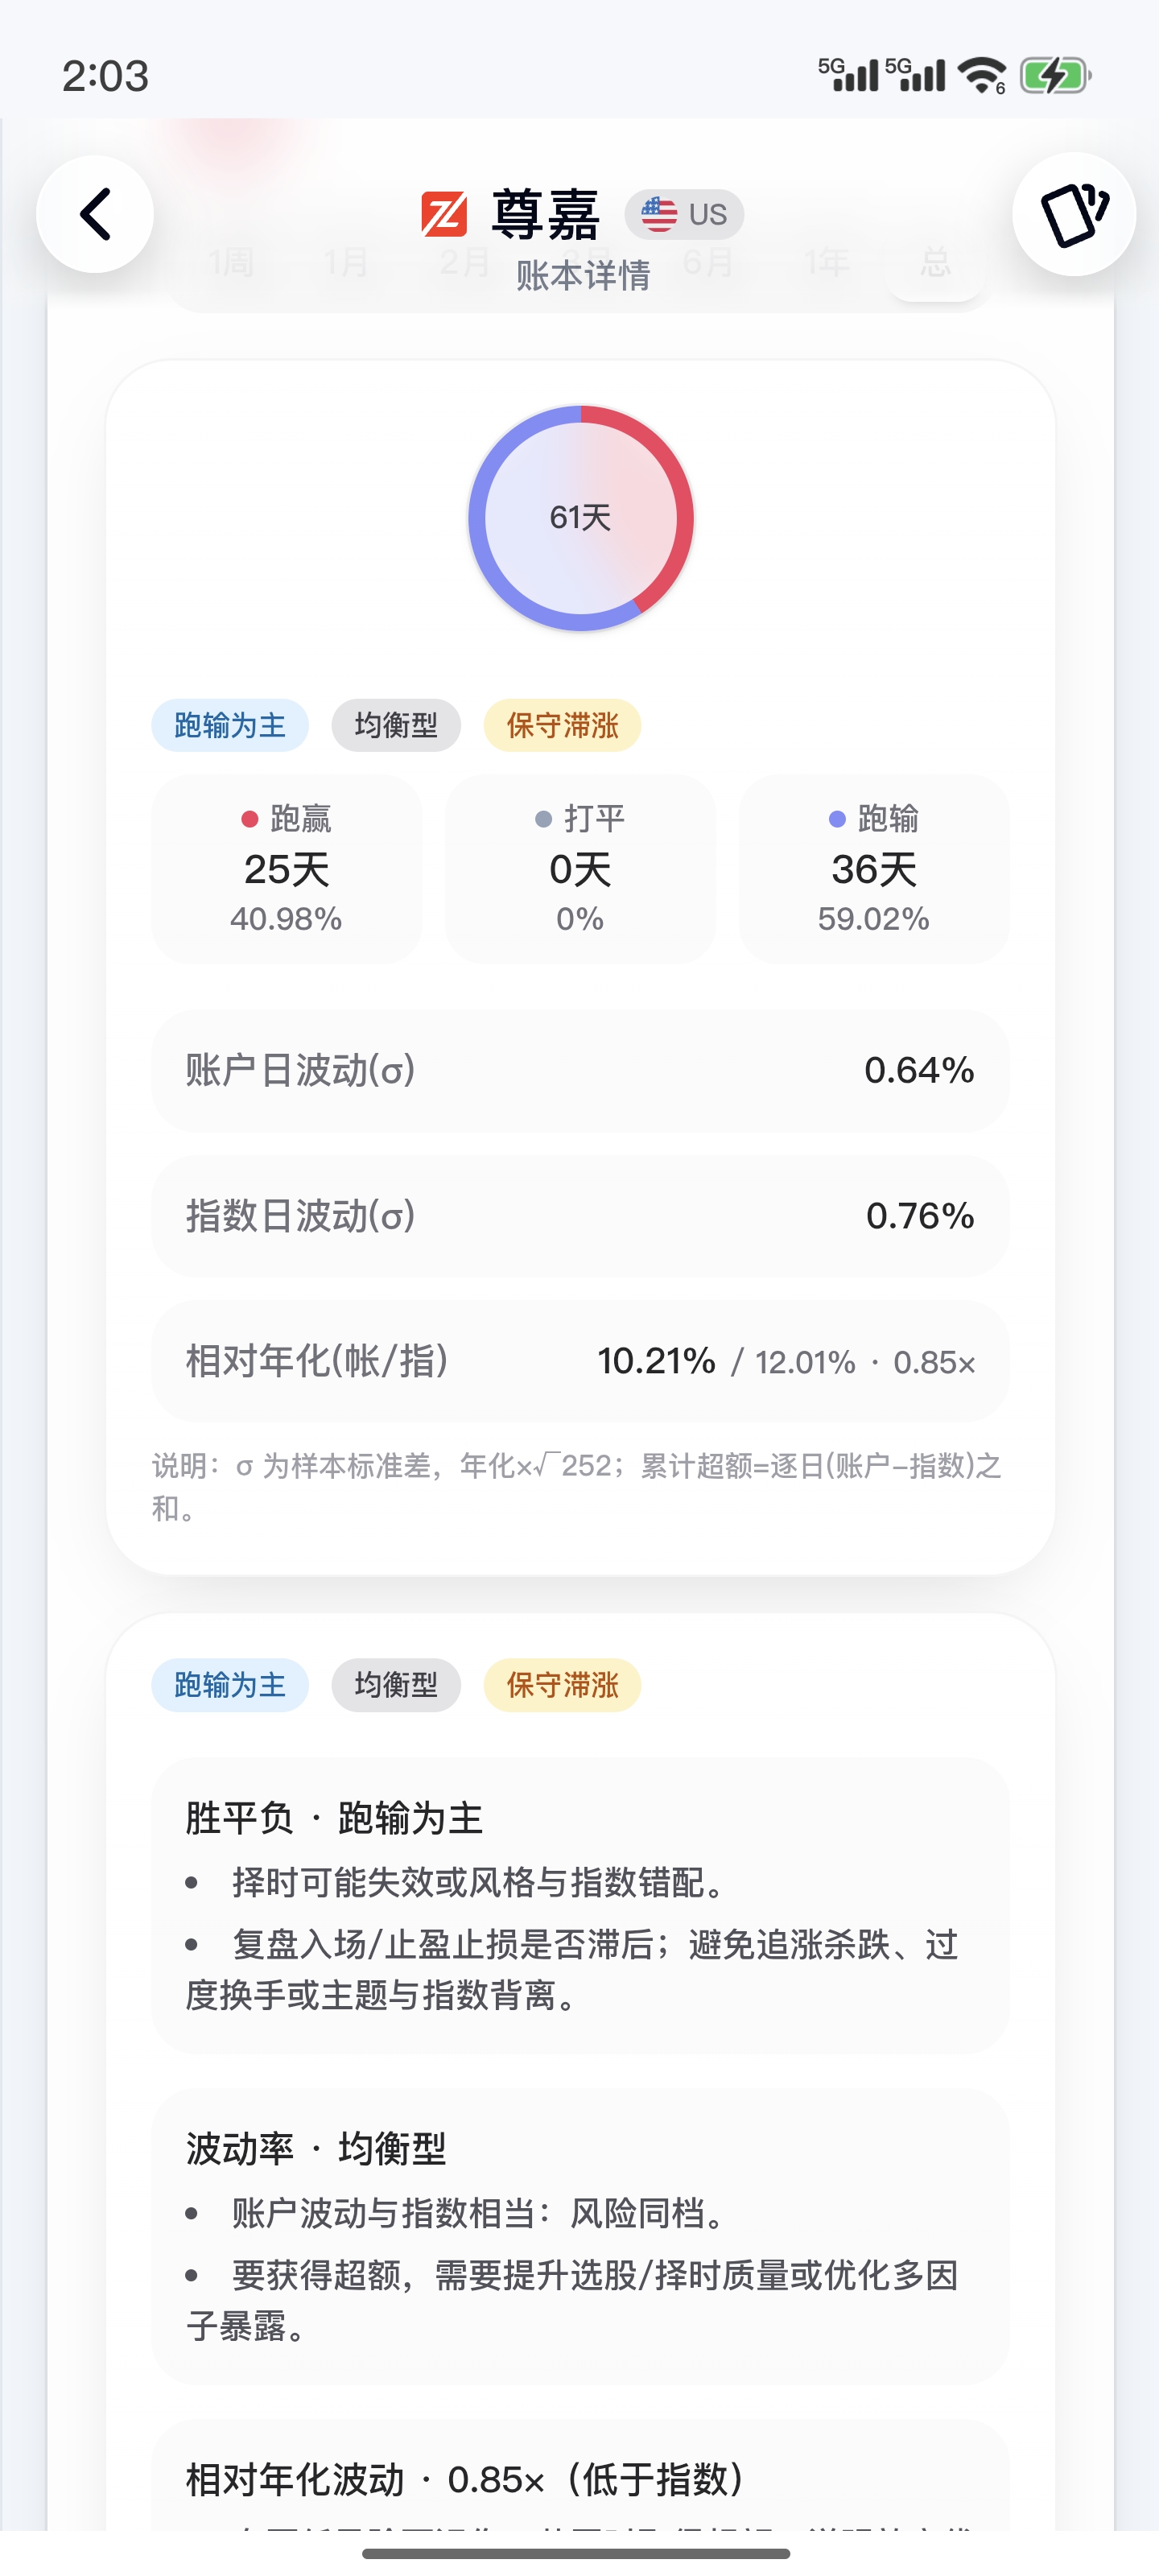 2:03
5G 5G 6
尊嘉 US
1周 1月 2月 3月 6月 1年 总
账本详情
61天
跑输为主 均衡型 保守滞涨
跑赢 打平 跑输
25天 0天 36天
40.98% 0% 59.02%
账户日波动(σ) 0.64%
指数日波动(σ) 0.76%
相对年化(帐/指) 10.21% / 12.01% · 0.85×
说明：σ 为样本标准差，年化×√252；累计超额=逐日(账户-指数)之
和。
跑输为主 均衡型 保守滞涨
胜平负 · 跑输为主
• 择时可能失效或风格与指数错配。
• 复盘入场/止盈止损是否滞后；避免追涨杀跌、过
度换手或主题与指数背离。
波动率 · 均衡型
• 账户波动与指数相当：风险同档。
• 要获得超额，需要提升选股/择时质量或优化多因
子暴露。
相对年化波动 · 0.85×（低于指数）